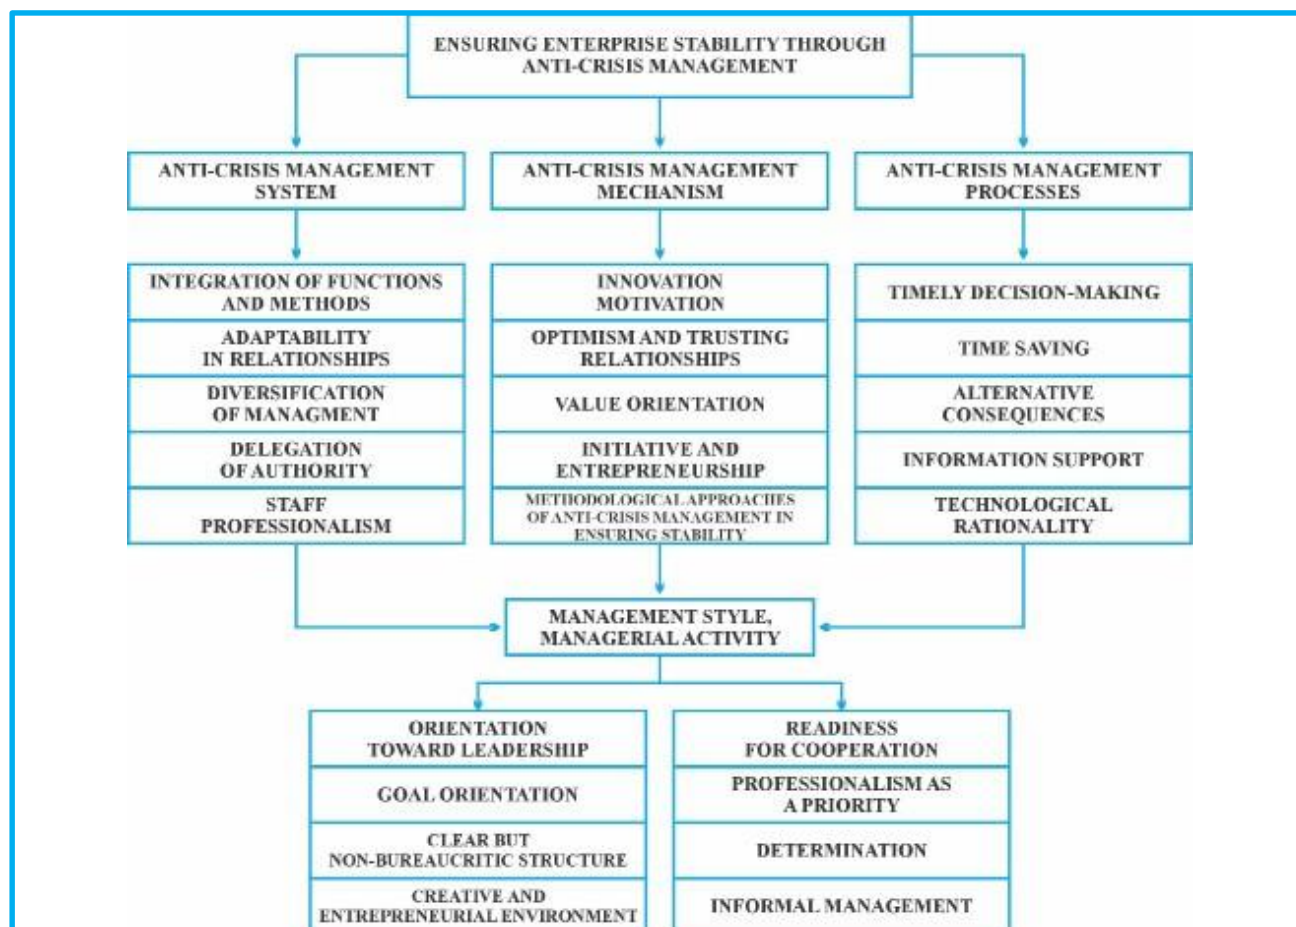 ENSURING ENTERPRISE STABILITY THROUGH
ANTI-CRISIS MANAGEMENT
ANTI-CRISIS MANAGEMENT
SYSTEM
ANTI-CRISIS MANAGEMENT
MECHANISM
ANTI-CRISIS MANAGEMENT
PROCESSES
INTEGRATION OF FUNCTIONS
AND METHODS
ADAPTABILITY
IN RELATIONSHIPS
DIVERSIFICATION
OF MANAGMENT
DELEGATION
OF AUTHORITY
STAFF
PROFESSIONALISM
INNOVATION
MOTIVATION
OPTIMISM AND TRUSTING
RELATIONSHIPS
VALUE ORIENTATION
INITIATIVE AND
ENTREPRENEURSHIP
METHODOLOGICAL APPROACHES
OF ANTI-CRISIS MANAGEMENT IN
ENSURING STABILITY
TIMELY DECISION-MAKING
TIME SAVING
ALTERNATIVE
CONSEQUENCES
INFORMATION SUPPORT
TECHNOLOGICAL
RATIONALITY
MANAGEMENT STYLE,
MANAGERIAL ACTIVITY
ORIENTATION
TOWARD LEADERSHIP
GOAL ORIENTATION
CLEAR BUT
NON-BUREAUCRITIC STRUCTURE
CREATIVE AND
ENTREPRENEURIAL ENVIRONMENT
READINESS
FOR COOPERATION
PROFESSIONALISM AS
A PRIORITY
DETERMINATION
INFORMAL MANAGEMENT